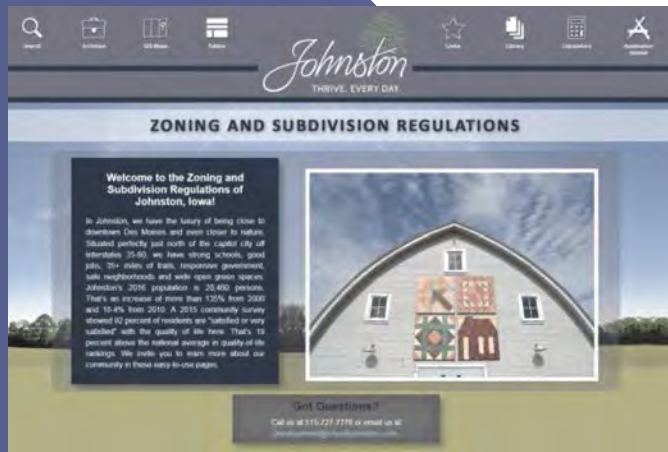 Search
GIS Maps
Tables
Links
Library
Calculators
Johnston
THRIVE. EVERY DAY.
ZONING AND SUBDIVISION REGULATIONS
Welcome to the Zoning and
Subdivision Regulations of
Johnston, Iowa!
In Johnston, we have the luxury of being close to
downtown Des Moines and even closer to nature.
Situated perfectly just north of the capitol city off
Interstates 35-80, we have strong schools, good
jobs, 35+ miles of trails, responsive government,
safe neighborhoods and wide open green spaces.
Johnston's 2016 population is 20,460 persons.
That's an increase of more than 135% from 2000
and 18.4% from 2010. A 2015 community survey
showed 92 percent of residents are "satisfied or very
satisfied" with the quality of life here. That's 19
percent above the national average in quality-of-life
rankings. We invite you to learn more about our
community in these easy-to-use pages.
Got Questions?
Call us at 515-727-7776 or email us at